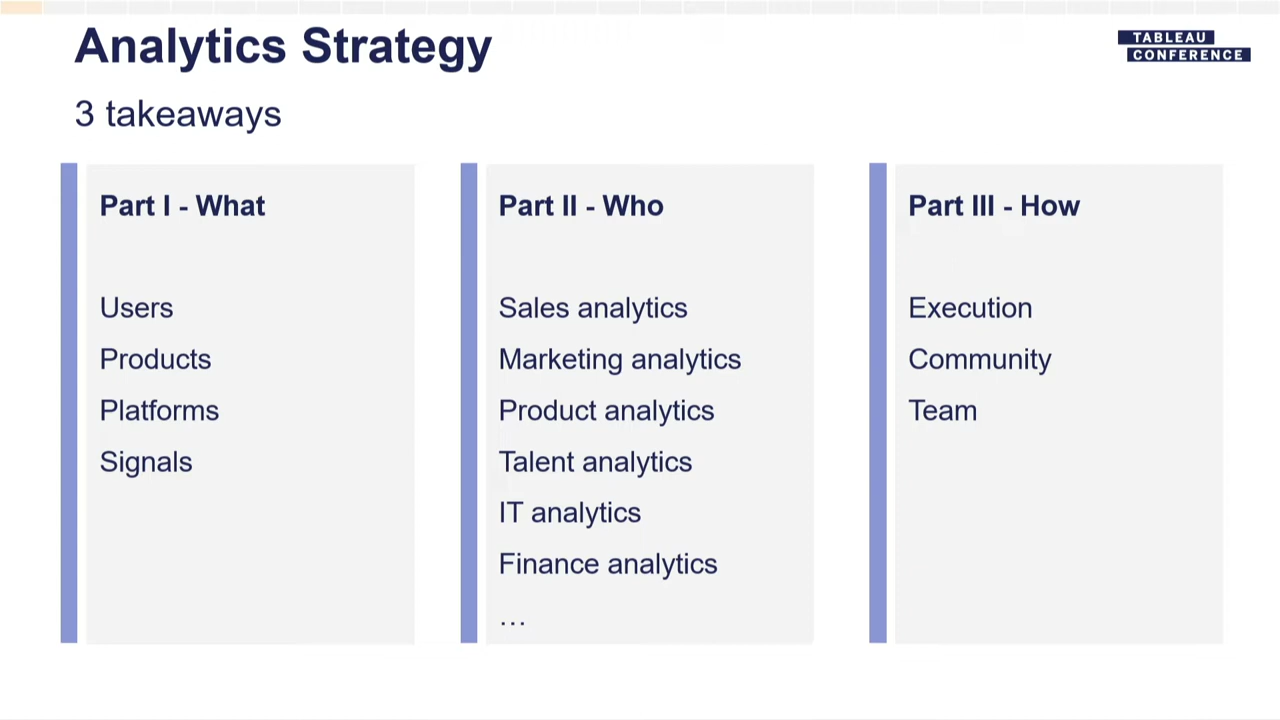 Analytics Strategy
TABLEAU
CONFERENCE
3 takeaways
Part I - What
Users
Products
Platforms
Signals
Part II - Who
Sales analytics
Marketing analytics
Product analytics
Talent analytics
IT analytics
Finance analytics
…
Part III - How
Execution
Community
Team